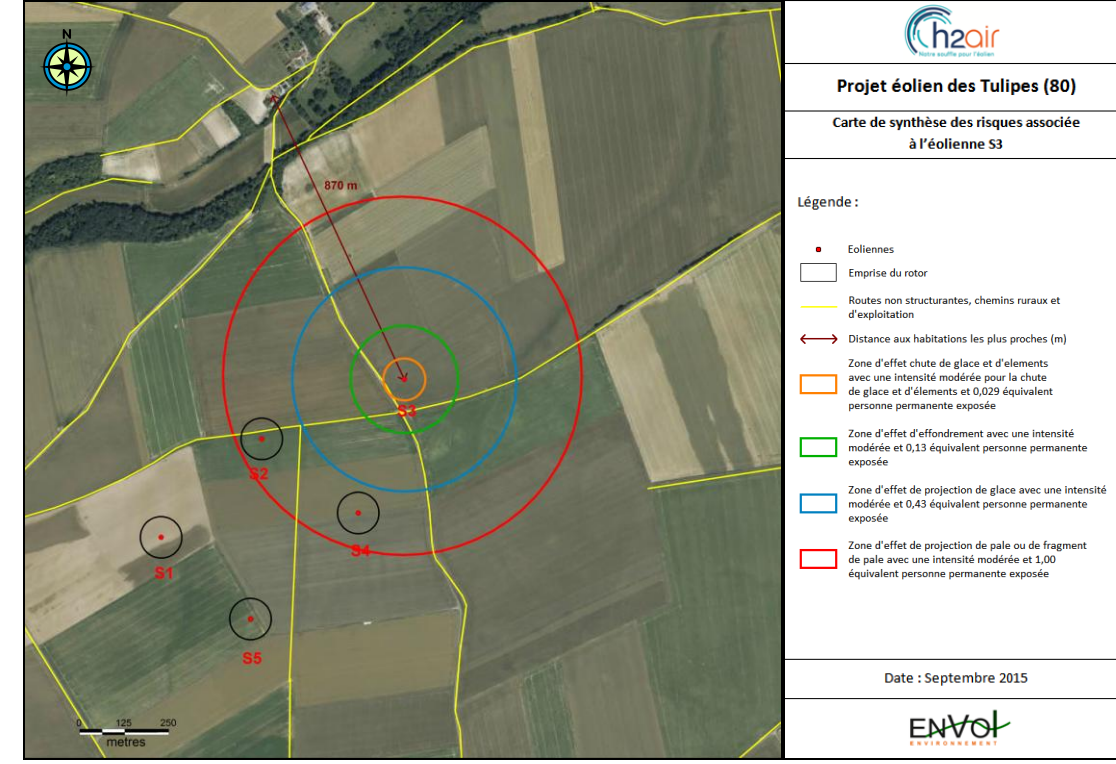 N
870 m
S3
S2
S4
S1
S5
0 125 250
metres
h2air
Notre souffle pour l'éolien
Projet éolien des Tulipes (80)
Carte de synthèse des risques associée
à l'éolienne S3
Légende :
Eoliennes
Emprise du rotor
Routes non structurantes, chemins ruraux et
d'exploitation
Distance aux habitations les plus proches (m)
Zone d'effet chute de glace et d'elements
avec une intensité modérée pour la chute
de glace et d'élements et 0,029 équivalent
personne permanente exposée
Zone d'effet d'effondrement avec une intensité
modérée et 0,13 équivalent personne permanente
exposée
Zone d'effet de projection de glace avec une intensité
modérée et 0,43 équivalent personne permanente
exposée
Zone d'effet de projection de pale ou de fragment
de pale avec une intensité modérée et 1,00
équivalent personne permanente exposée
Date : Septembre 2015
ENVOL
ENVIRONNEMENT